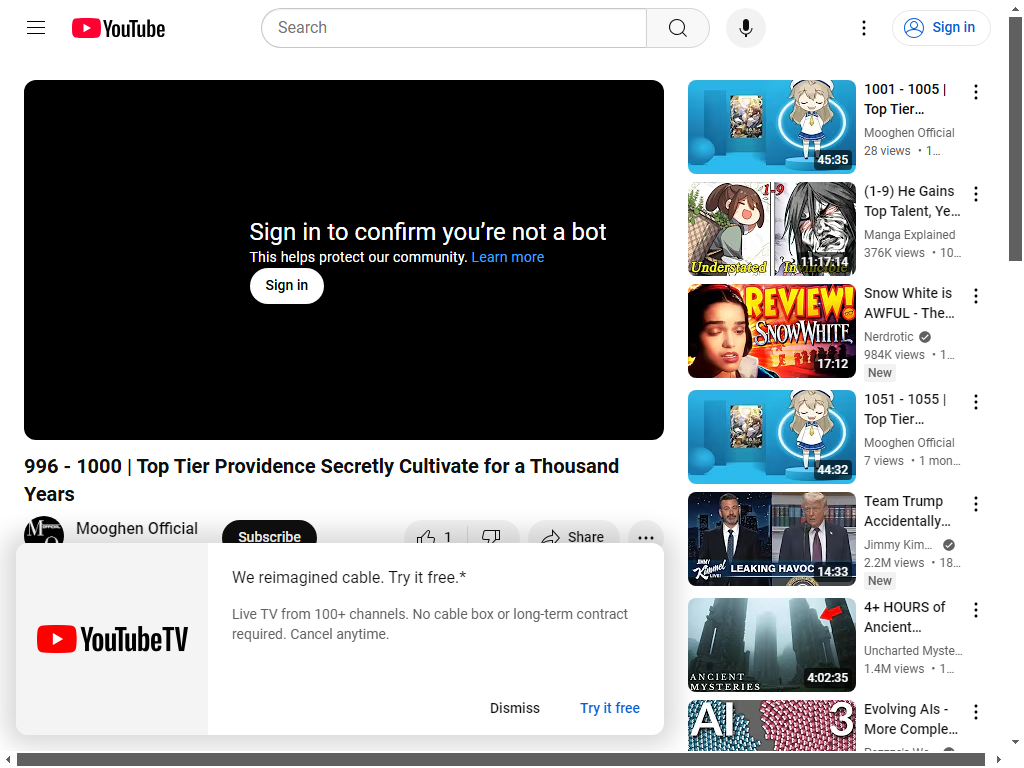 YouTube
Search
Sign in
Sign in to confirm you’re not a bot
This helps protect our community. Learn more
Sign in
996 - 1000 | Top Tier Providence Secretly Cultivate for a Thousand
Years
Mooghen Official
Subscribe
1
Share
We reimagined cable. Try it free.*
Live TV from 100+ channels. No cable box or long-term contract
required. Cancel anytime.
YouTubeTV
Dismiss
Try it free
45:35
1001 - 1005 |
Top Tier…
Mooghen Official
28 views • 1…
1-9
Understated
11:17:14
(1-9) He Gains
Top Talent, Ye…
Manga Explained
376K views • 10…
REVIEW!
SNOW WHITE
17:12
Snow White is
AWFUL - The…
Nerdrotic
984K views • 1…
New
44:32
1051 - 1055 |
Top Tier…
Mooghen Official
7 views • 1 mon…
JIMMY
KIMMEL
LIVE!
LEAKING HAVOC
14:33
Team Trump
Accidentally…
Jimmy Kim…
2.2M views • 18…
New
ANCIENT
MYSTERIES
4:02:35
4+ HOURS of
Ancient…
Uncharted Myste…
1.4M views • 1…
AI
3
Evolving AIs -
More Comple…